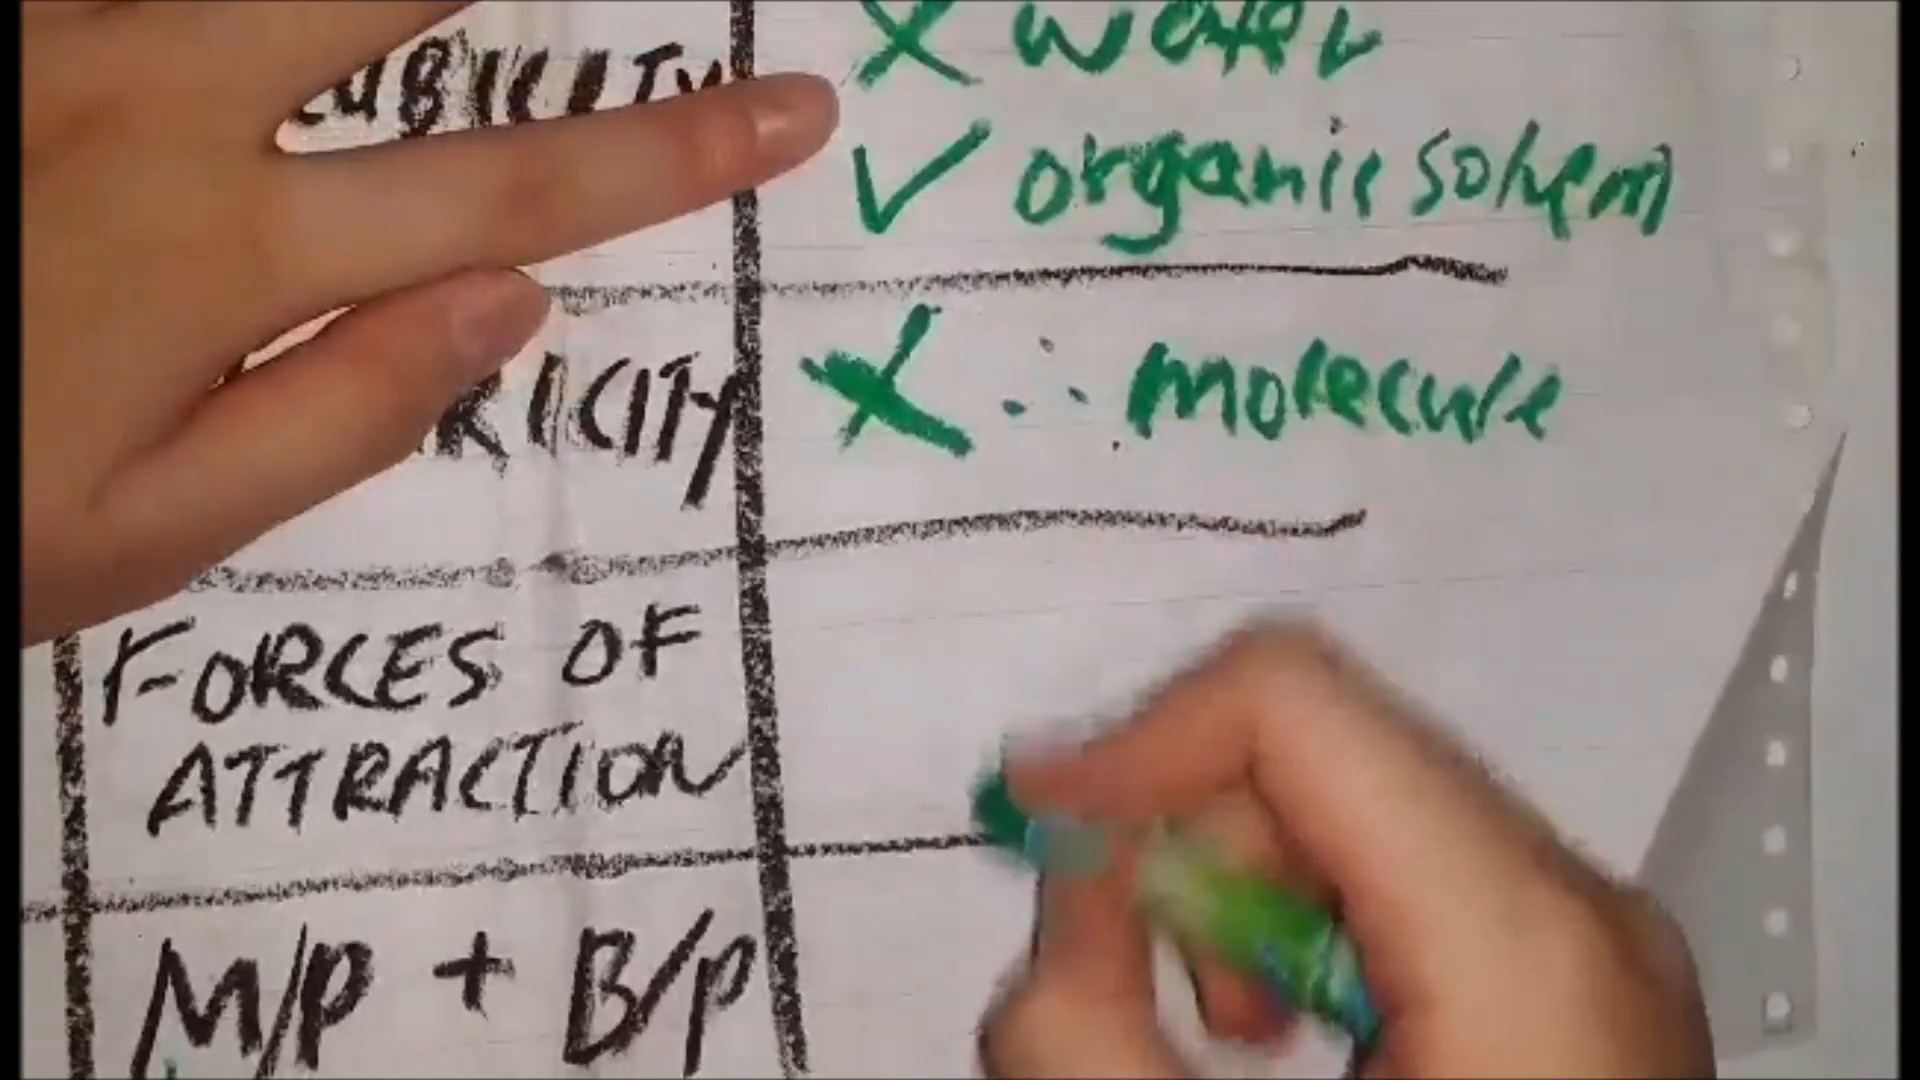 X water
✓ organic solvent
X ∴ molecule
FORCES OF
ATTRACTION
M/P + B/P